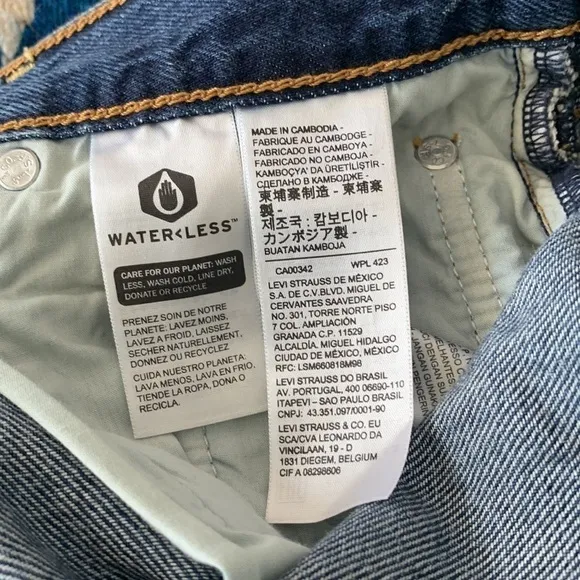 WATER<LESS™
CARE FOR OUR PLANET: WASH
LESS, WASH COLD, LINE DRY,
DONATE OR RECYCLE
PRENEZ SOIN DE NOTRE
PLANETE: LAVEZ MOINS,
LAVEZ A FROID, LAISSEZ
SECHER NATURELLEMENT,
DONNEZ OU RECYCLEZ
CUIDA NUESTRO PLANETA:
LAVA MENOS, LAVA EN FRIO,
TIENDE LA ROPA, DONA O
RECICLA.
MADE IN CAMBODIA -
FABRIQUE AU CAMBODGE -
FABRICADO EN CAMBOYA -
FABRICADO NO CAMBOJA -
KAMBOÇYA' DA ÜRETİLİŞTİR -
СДЕЛАНО В КАМБОДЖЕ -
柬埔寨制造 - 柬埔寨
製 -
제조국 : 캄보디아 -
カンボジア製 -
BUATAN KAMBOJA
CA00342 WPL 423
LEVI STRAUSS DE MÉXICO
S.A. DE C.V.BLVD. MIGUEL DE
CERVANTES SAAVEDRA
NO. 301, TORRE NORTE PISO
7 COL. AMPLIACIÓN
GRANADA C.P. 11529
ALCALDÍA. MIGUEL HIDALGO
CIUDAD DE MÉXICO / MÉXICO
RFC: LSM660818M98
LEVI STRAUSS DO BRASIL
AV. PORTUGAL, 400 06690-110
ITAPEVI – SAO PAULO BRASIL
CNPJ: 43.351.097/0001-90
LEVI STRAUSS & CO. EU
SCA/CVA LEONARDO DA
VINCILAAN, 19 - D
1831 DIEGEM, BELGIUM
CIF A 08298606